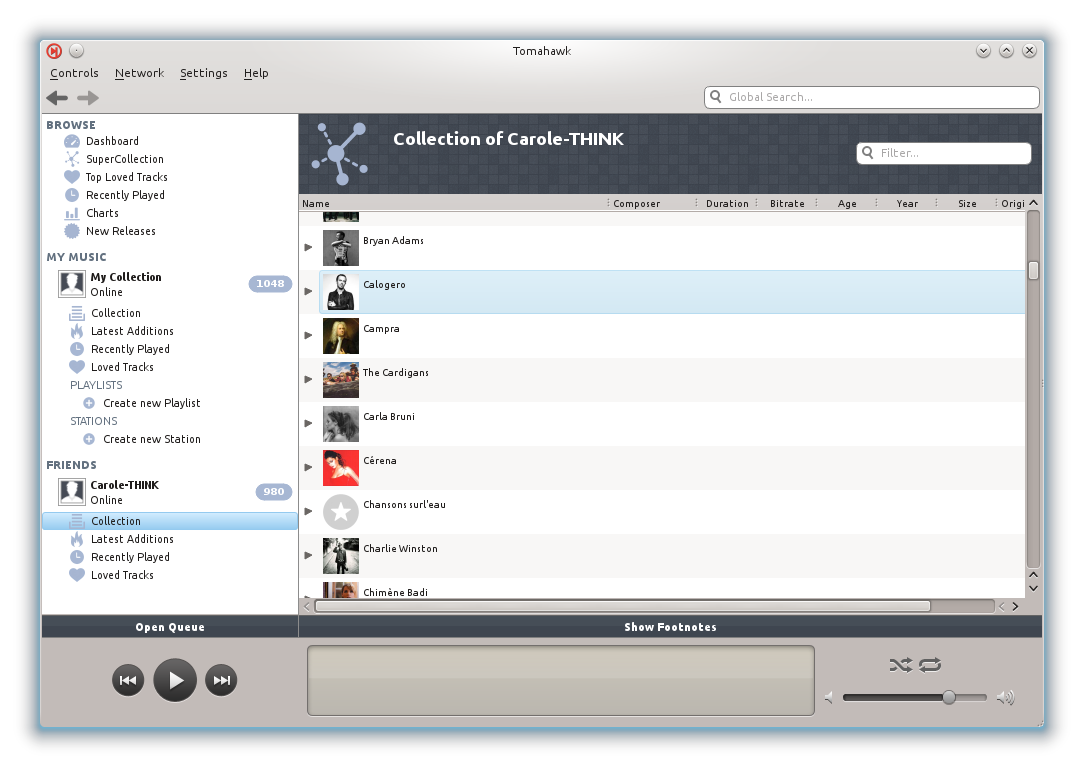 Tomahawk
Controls Network Settings Help
Global Search...
BROWSE
Dashboard
SuperCollection
Top Loved Tracks
Recently Played
Charts
New Releases
MY MUSIC
My Collection
Online
1048
Collection
Latest Additions
Recently Played
Loved Tracks
PLAYLISTS
Create new Playlist
STATIONS
Create new Station
FRIENDS
Carole-THINK
Online
980
Collection
Latest Additions
Recently Played
Loved Tracks
Collection of Carole-THINK
Filter...
Name Composer Duration Bitrate Age Year Size Origi
Bryan Adams
Calogero
Campra
The Cardigans
Carla Bruni
Cérena
Chansons surl'eau
Charlie Winston
Chimène Badi
Open Queue
Show Footnotes